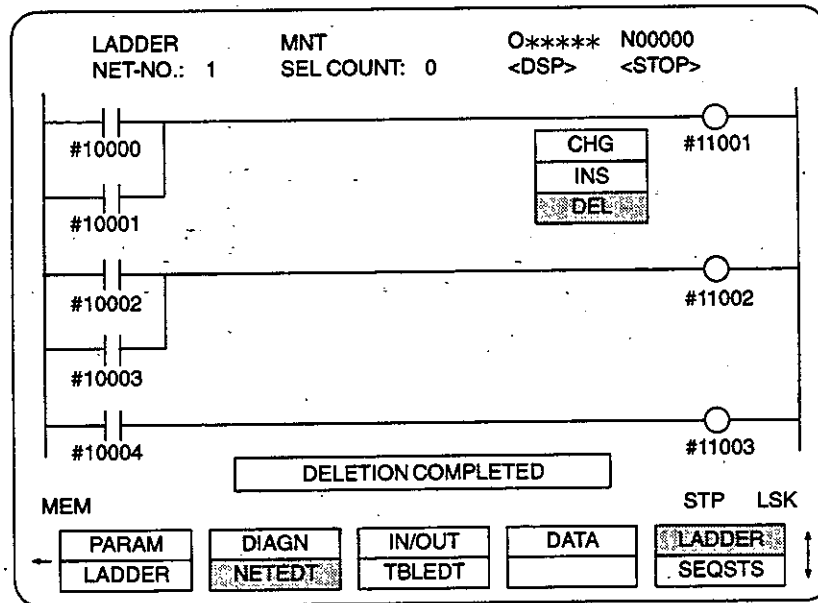 LADDER MNT O***** N00000
NET-NO.: 1 SEL COUNT: 0 <DSP> <STOP>
#10000 #11001
CHG
INS
DEL
#10001
#10002 #11002
#10003
#10004 #11003
DELETION COMPLETED
MEM STP LSK
PARAM DIAGN IN/OUT DATA LADDER
LADDER NETEDT TBLEDT SEQSTS